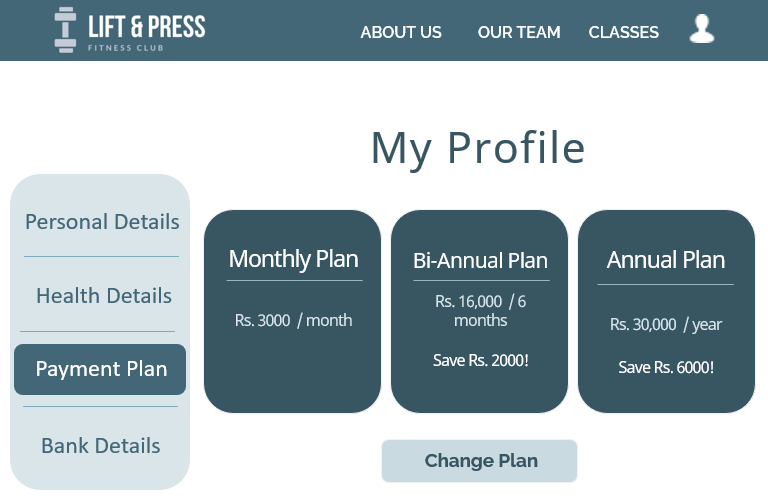 LIFT & PRESS
FITNESS CLUB
ABOUT US
OUR TEAM
CLASSES
My Profile
Personal Details
Health Details
Payment Plan
Bank Details
Monthly Plan
Rs. 3000 / month
Bi-Annual Plan
Rs. 16,000 / 6
months
Save Rs. 2000!
Annual Plan
Rs. 30,000 / year
Save Rs. 6000!
Change Plan